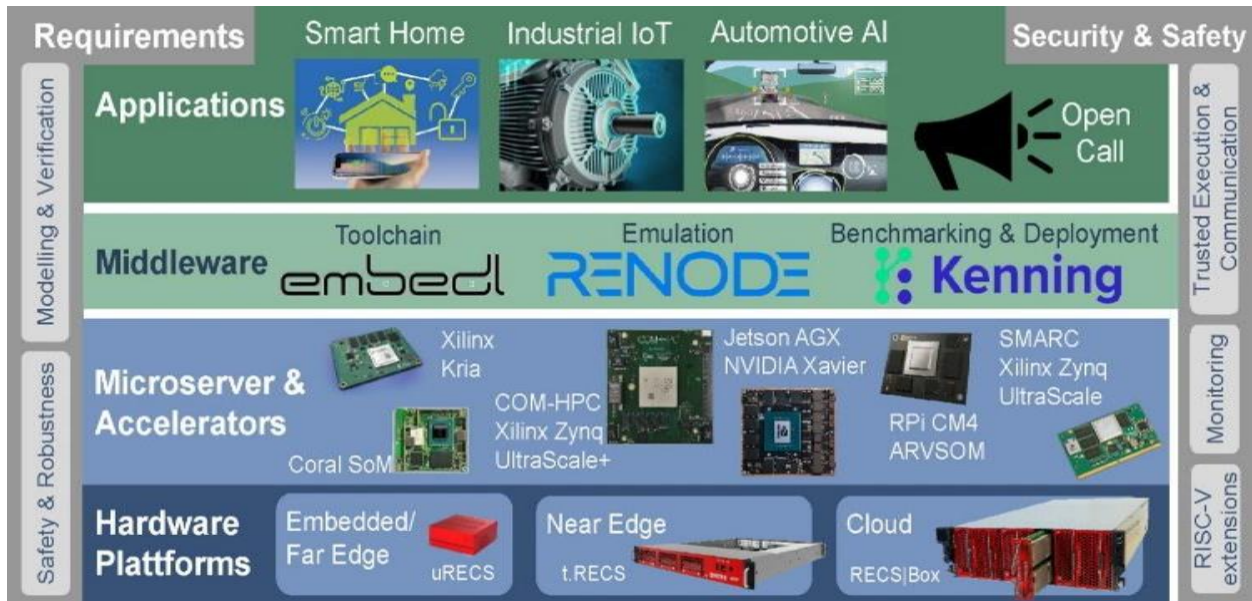 Requirements
Smart Home
Industrial IoT
Automotive AI
Security & Safety
Modelling & Verification
Safety & Robustness
Applications
Open
Call
Trusted Execution &
Communication
Monitoring
RISC-V
extensions
Middleware
Toolchain
embedl
Emulation
RENODE
Benchmarking & Deployment
Kenning
Microserver &
Accelerators
Xilinx
Kria
Coral SoM
COM-HPC
Xilinx Zynq
UltraScale+
Jetson AGX
NVIDIA Xavier
RPi CM4
ARVSOM
SMARC
Xilinx Zynq
UltraScale
Hardware
Plattforms
Embedded/
Far Edge
uRECS
Near Edge
t.RECS
Cloud
RECS|Box